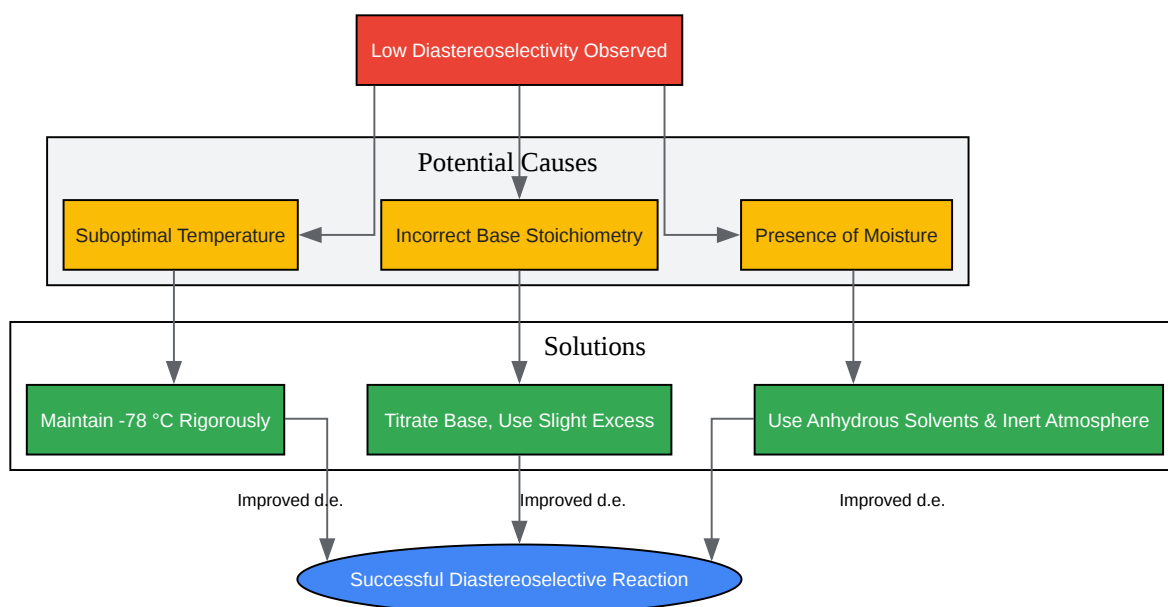 Low Diastereoselectivity Observed
Potential Causes
Suboptimal Temperature
Incorrect Base Stoichiometry
Presence of Moisture
Solutions
Maintain -78 °C Rigorously
Titrate Base, Use Slight Excess
Use Anhydrous Solvents & Inert Atmosphere
Improved d.e.
Improved d.e.
Improved d.e.
Successful Diastereoselective Reaction